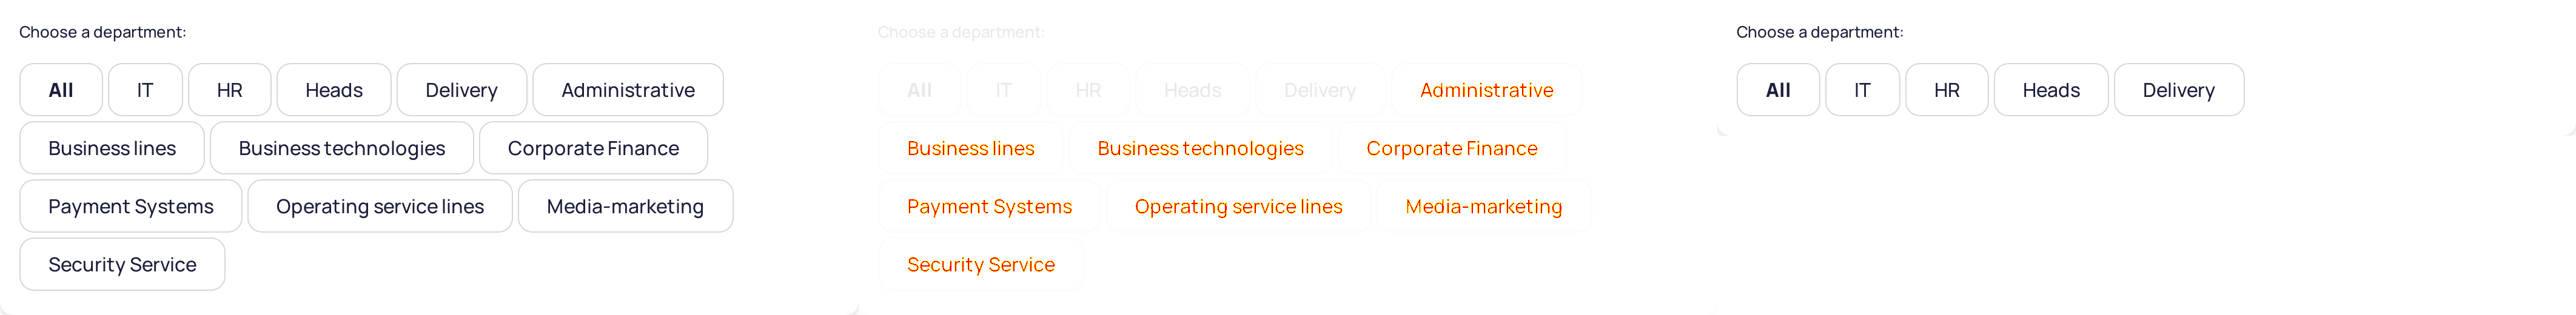 Choose a department:
All IT HR Heads Delivery Administrative
Business lines Business technologies Corporate Finance
Payment Systems Operating service lines Media-marketing
Security Service
Choose a department:
All IT HR Heads Delivery Administrative
Business lines Business technologies Corporate Finance
Payment Systems Operating service lines Media-marketing
Security Service
Choose a department:
All IT HR Heads Delivery